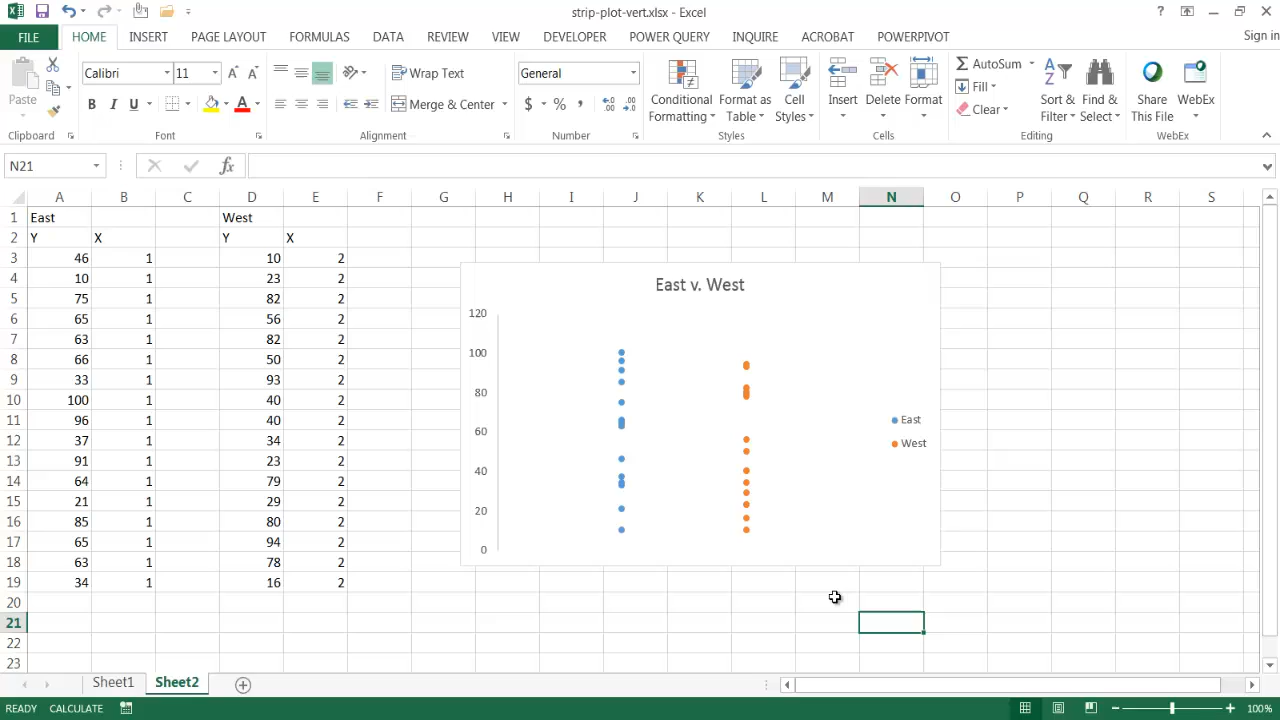 strip-plot-vert.xlsx - Excel
?
Sign in
FILE HOME INSERT PAGE LAYOUT FORMULAS DATA REVIEW VIEW DEVELOPER POWER QUERY INQUIRE ACROBAT POWERPIVOT
Paste
Calibri 11
B I U
Wrap Text
Merge & Center
General
$ % ,
Conditional Formatting
Format as Table
Cell Styles
Insert
Delete
Format
AutoSum
Fill
Clear
Sort & Filter
Find & Select
Share This File
WebEx
Clipboard Font Alignment Number Styles Cells Editing WebEx
N21 fx
A B C D E F G H I J K L M N O P Q R S
1 East West
2 Y X Y X
3 46 1 10 2
4 10 1 23 2
5 75 1 82 2
6 65 1 56 2
7 63 1 82 2
8 66 1 50 2
9 33 1 93 2
10 100 1 40 2
11 96 1 40 2
12 37 1 34 2
13 91 1 23 2
14 64 1 79 2
15 21 1 29 2
16 85 1 80 2
17 65 1 94 2
18 63 1 78 2
19 34 1 16 2
20
21
22
23
East v. West
120
100
80
60
40
20
0
East
West
Sheet1 Sheet2
READY CALCULATE 100%